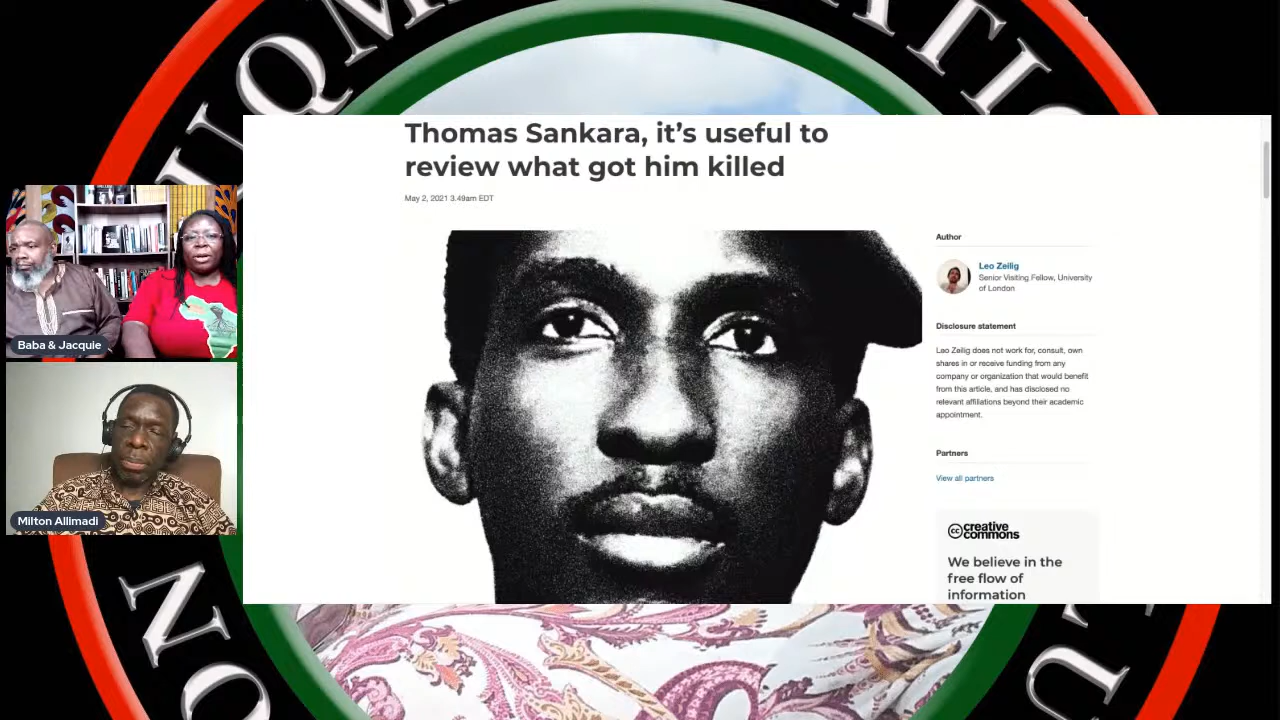 Thomas Sankara, it's useful to
review what got him killed
May 2, 2021 3.49am EDT
Author
Leo Zeilig
Senior Visiting Fellow, University
of London
Disclosure statement
Leo Zeilig does not work for, consult, own
shares in or receive funding from any
company or organization that would benefit
from this article, and has disclosed no
relevant affiliations beyond their academic
appointment.
Partners
View all partners
cc creative
commons
We believe in the
free flow of
information
Baba & Jacquie
Milton Allimadi